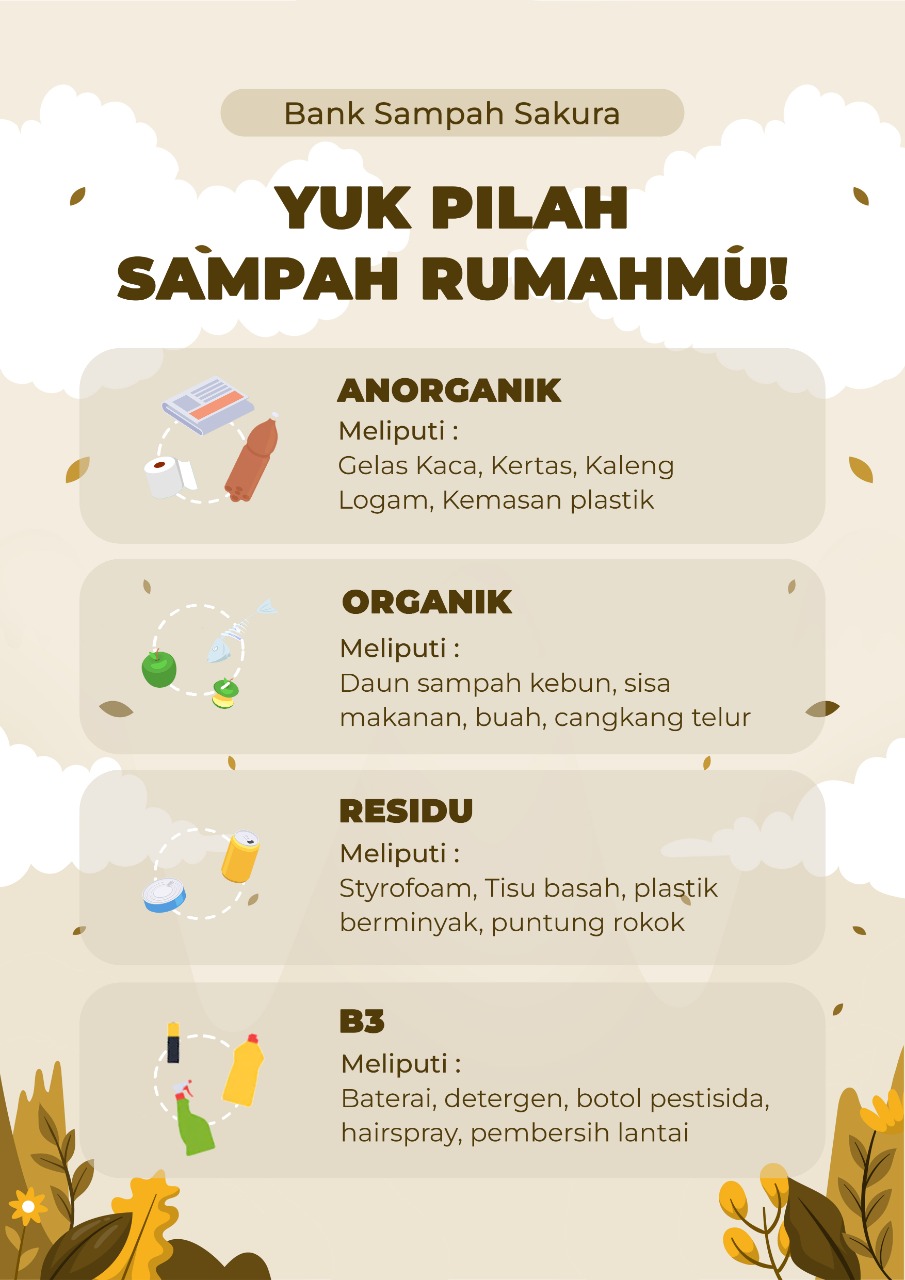 Bank Sampah Sakura
YUK PILAH
SAMPAH RUMAHMU!
ANORGANIK
Meliputi :
Gelas Kaca, Kertas, Kaleng
Logam, Kemasan plastik
ORGANIK
Meliputi :
Daun sampah kebun, sisa
makanan, buah, cangkang telur
RESIDU
Meliputi :
Styrofoam, Tisu basah, plastik
berminyak, puntung rokok
B3
Meliputi :
Baterai, detergen, botol pestisida,
hairspray, pembersih lantai